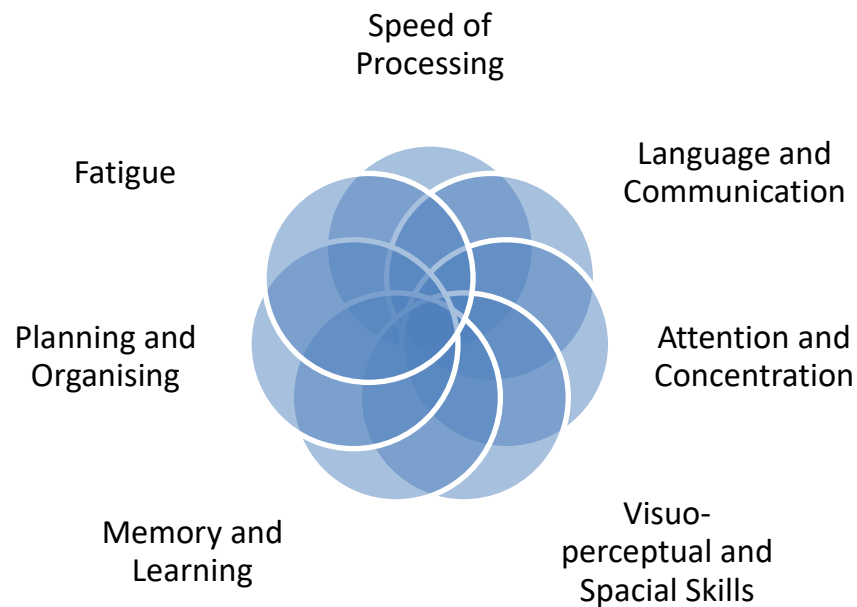 Speed of
Processing
Language and
Communication
Attention and
Concentration
Visuo-
perceptual and
Spacial Skills
Memory and
Learning
Planning and
Organising
Fatigue